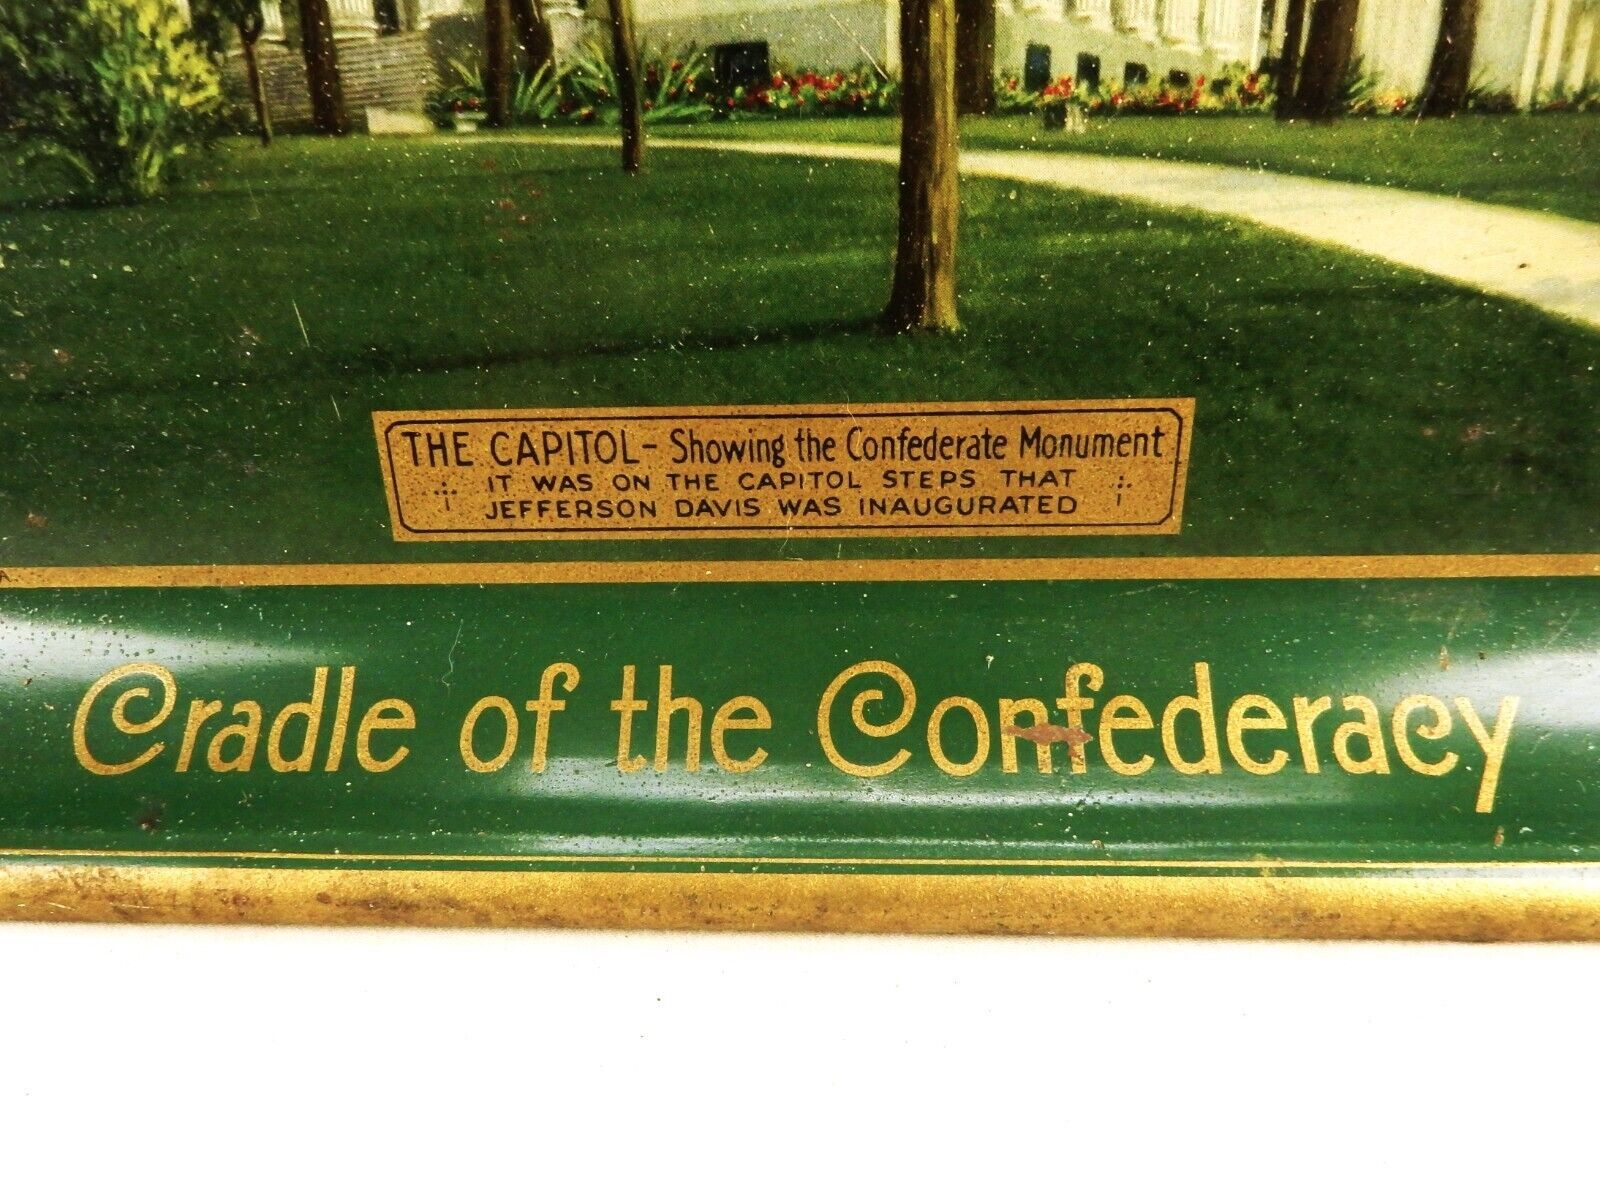 THE CAPITOL - Showing the Confederate Monument
IT WAS ON THE CAPITOL STEPS THAT
JEFFERSON DAVIS WAS INAUGURATED
Cradle of the Confederacy